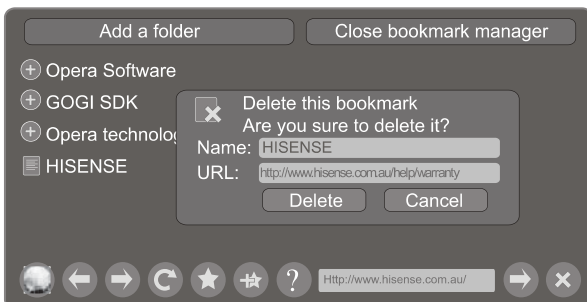 Add a folder
Close bookmark manager
Opera Software
GOGI SDK
Opera technolog
HISENSE
Delete this bookmark
Are you sure to delete it?
Name: HISENSE
URL: http://www.hisense.com.au/help/warranty
Delete
Cancel
?
Http://www.hisense.com.au/